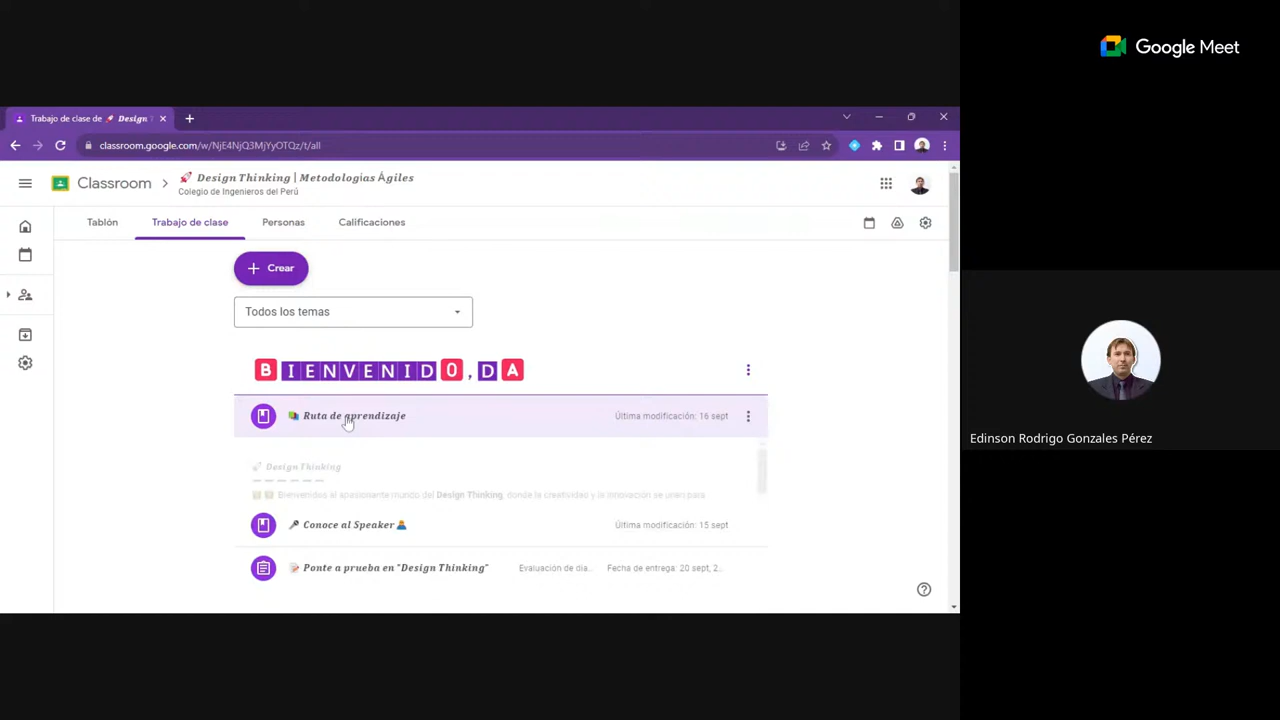 Google Meet
Trabajo de clase de 🚀 Design T
classroom.google.com/w/NjE4NjQ3MjYyOTQz/t/all
Classroom
🚀 Design Thinking | Metodologías Ágiles
Colegio de Ingenieros del Perú
Tablón
Trabajo de clase
Personas
Calificaciones
+ Crear
Todos los temas
BIENVENIDO, DA
📚 Ruta de aprendizaje
Última modificación: 16 sept
🚀 Design Thinking
Bienvenidos al apasionante mundo del Design Thinking, donde la creatividad y la innovación se unen para
🎤 Conoce al Speaker
Última modificación: 15 sept
📝 Ponte a prueba en "Design Thinking"
Evaluación de dia...
Fecha de entrega: 20 sept, 2...
Edinson Rodrigo Gonzales Pérez